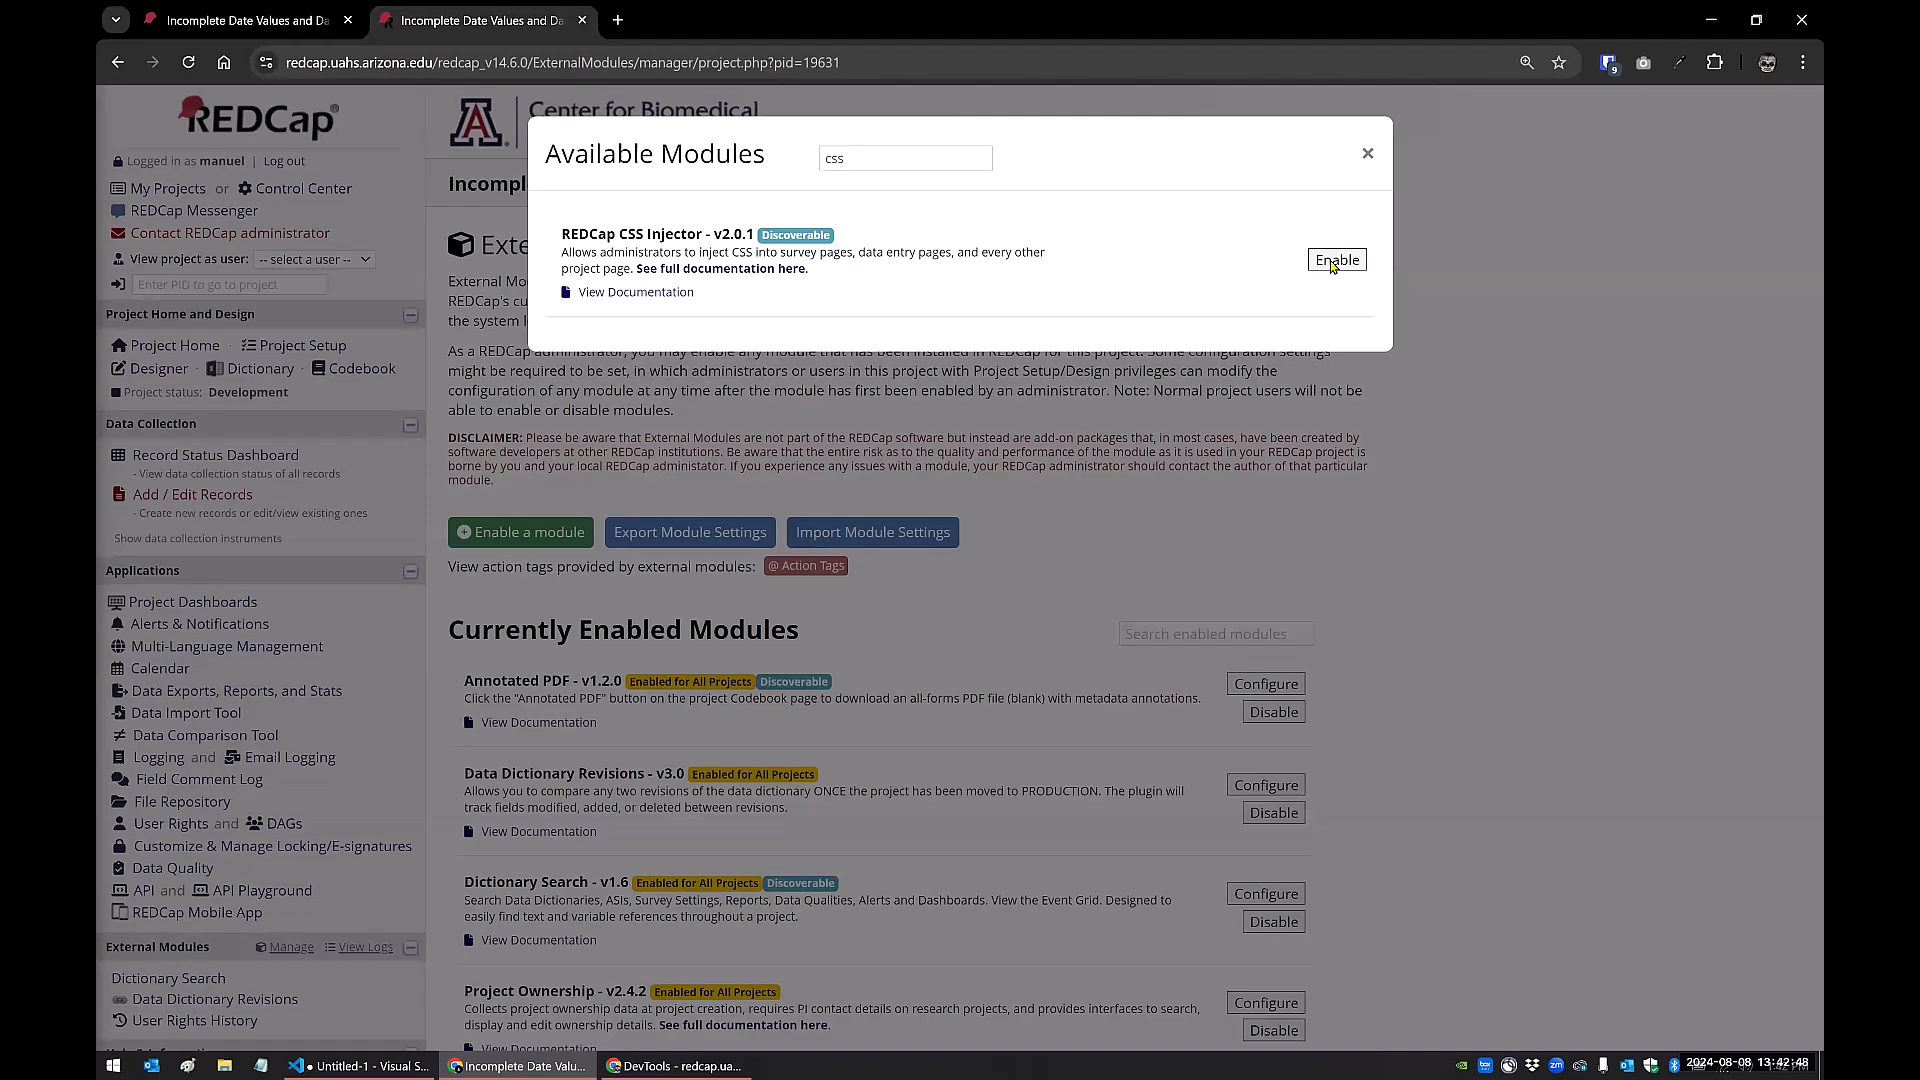 Incomplete Date Values and Da
Incomplete Date Values and Da
redcap.uahs.arizona.edu/redcap_v14.6.0/ExternalModules/manager/project.php?pid=19631
9
REDCap®
Logged in as manuel | Log out
My Projects or Control Center
REDCap Messenger
Contact REDCap administrator
View project as user: -- select a user --
Enter PID to go to project
Project Home and Design
Project Home · Project Setup
Designer · Dictionary · Codebook
Project status: Development
Data Collection
Record Status Dashboard
- View data collection status of all records
Add / Edit Records
- Create new records or edit/view existing ones
Show data collection instruments
Applications
Project Dashboards
Alerts & Notifications
Multi-Language Management
Calendar
Data Exports, Reports, and Stats
Data Import Tool
Data Comparison Tool
Logging and Email Logging
Field Comment Log
File Repository
User Rights and DAGs
Customize & Manage Locking/E-signatures
Data Quality
API and API Playground
REDCap Mobile App
External Modules Manage View Logs
Dictionary Search
Data Dictionary Revisions
User Rights History
A Center for Biomedical
Incompl
Exte
External Mo
REDCap's cu
the system l
Available Modules css ×
REDCap CSS Injector - v2.0.1 Discoverable
Allows administrators to inject CSS into survey pages, data entry pages, and every other
project page. See full documentation here.
View Documentation
Enable
As a REDCap administrator, you may enable any module that has been installed in REDCap for this project. Some configuration settings
might be required to be set, in which administrators or users in this project with Project Setup/Design privileges can modify the
configuration of any module at any time after the module has first been enabled by an administrator. Note: Normal project users will not be
able to enable or disable modules.
DISCLAIMER: Please be aware that External Modules are not part of the REDCap software but instead are add-on packages that, in most cases, have been created by
software developers at other REDCap institutions. Be aware that the entire risk as to the quality and performance of the module as it is used in your REDCap project is
borne by you and your local REDCap administator. If you experience any issues with a module, your REDCap administrator should contact the author of that particular
module.
Enable a module Export Module Settings Import Module Settings
View action tags provided by external modules: @ Action Tags
Currently Enabled Modules Search enabled modules
Annotated PDF - v1.2.0 Enabled for All Projects Discoverable
Click the "Annotated PDF" button on the project Codebook page to download an all-forms PDF file (blank) with metadata annotations.
View Documentation
Configure
Disable
Data Dictionary Revisions - v3.0 Enabled for All Projects
Allows you to compare any two revisions of the data dictionary ONCE the project has been moved to PRODUCTION. The plugin will
track fields modified, added, or deleted between revisions.
View Documentation
Configure
Disable
Dictionary Search - v1.6 Enabled for All Projects Discoverable
Search Data Dictionaries, ASIs, Survey Settings, Reports, Data Qualities, Alerts and Dashboards. View the Event Grid. Designed to
easily find text and variable references throughout a project.
View Documentation
Configure
Disable
Project Ownership - v2.4.2 Enabled for All Projects
Collects project ownership data at project creation, requires PI contact details on research projects, and provides interfaces to search,
display and edit ownership details. See full documentation here.
View Documentation
Configure
Disable
● Untitled-1 - Visual S...
Incomplete Date Valu...
DevTools - redcap.ua...
2024-08-08 13:42:48